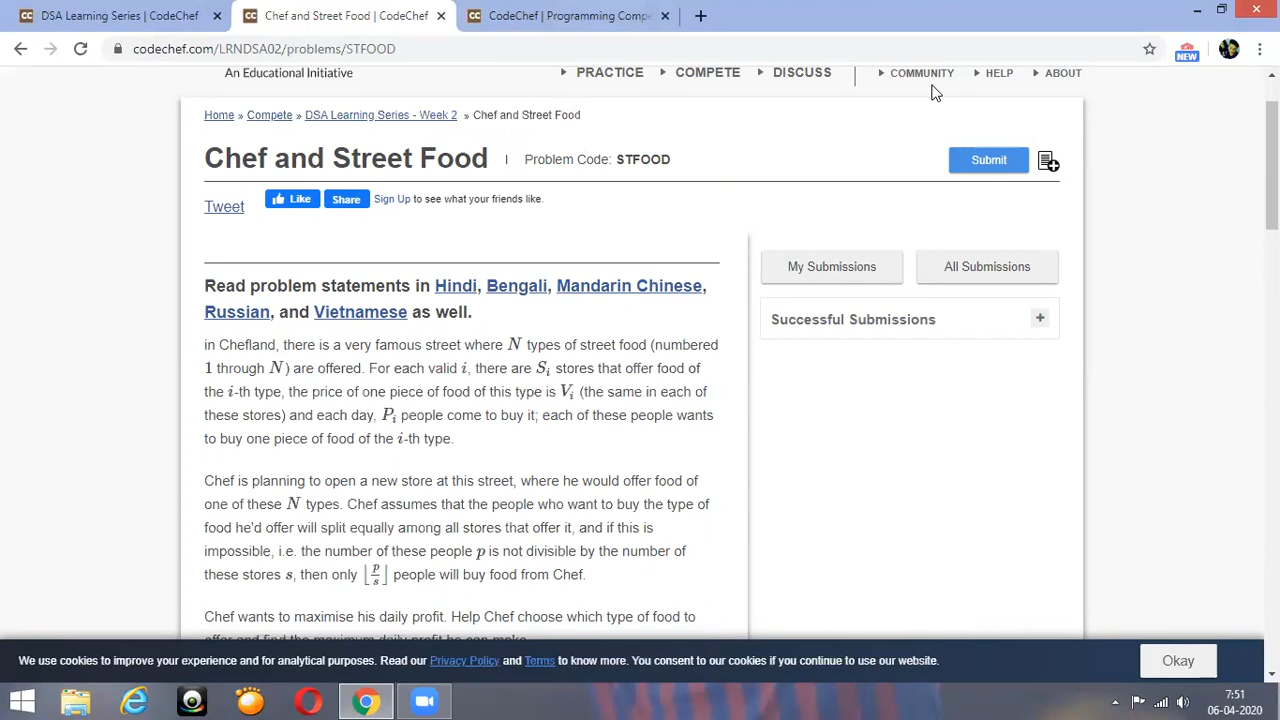 DSA Learning Series | CodeChef
Chef and Street Food | CodeChef
CodeChef | Programming Compe
codechef.com/LRNDSA02/problems/STFOOD
NEW
An Educational Initiative
PRACTICE
COMPETE
DISCUSS
COMMUNITY
HELP
ABOUT
Home » Compete » DSA Learning Series - Week 2 » Chef and Street Food
Chef and Street Food
Problem Code: STFOOD
Submit
Tweet
Like
Share
Sign Up to see what your friends like.
My Submissions
All Submissions
Successful Submissions
Read problem statements in Hindi, Bengali, Mandarin Chinese,
Russian, and Vietnamese as well.
in Chefland, there is a very famous street where N types of street food (numbered
1 through N) are offered. For each valid i, there are Si stores that offer food of
the i-th type, the price of one piece of food of this type is Vi (the same in each of
these stores) and each day, Pi people come to buy it; each of these people wants
to buy one piece of food of the i-th type.
Chef is planning to open a new store at this street, where he would offer food of
one of these N types. Chef assumes that the people who want to buy the type of
food he'd offer will split equally among all stores that offer it, and if this is
impossible, i.e. the number of these people p is not divisible by the number of
these stores s, then only ⌊p/s⌋ people will buy food from Chef.
Chef wants to maximise his daily profit. Help Chef choose which type of food to
offer and find the maximum daily profit he can make.
We use cookies to improve your experience and for analytical purposes. Read our Privacy Policy and Terms to know more. You consent to our cookies if you continue to use our website.
Okay
7:51
06-04-2020